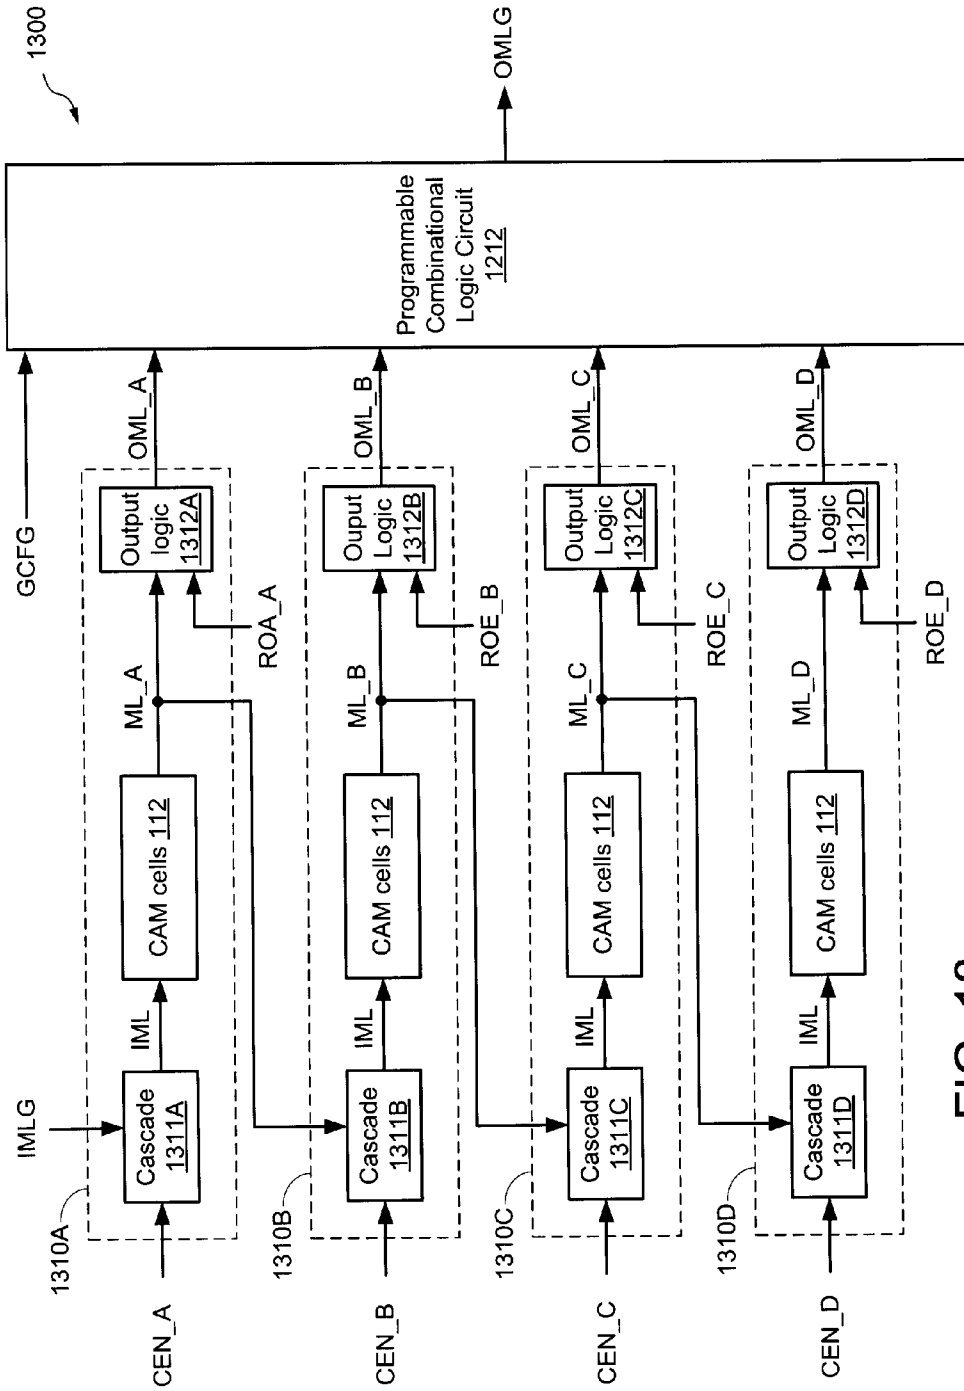 1300
OMLG
Programmable
Combinational
Logic Circuit
1212
GCFG
OML_A
OML_B
OML_C
OML_D
Output
logic
1312A
Ouput
Logic
1312B
Output
Logic
1312C
Output
Logic
1312D
ROA_A
ROE_B
ROE_C
ROE_D
ML_A
ML_B
ML_C
ML_D
CAM cells 112
CAM cells 112
CAM cells 112
CAM cells 112
IML
IML
IML
IML
IMLG
Cascade
1311A
Cascade
1311B
Cascade
1311C
Cascade
1311D
1310A
1310B
1310C
1310D
CEN_A
CEN_B
CEN_C
CEN_D